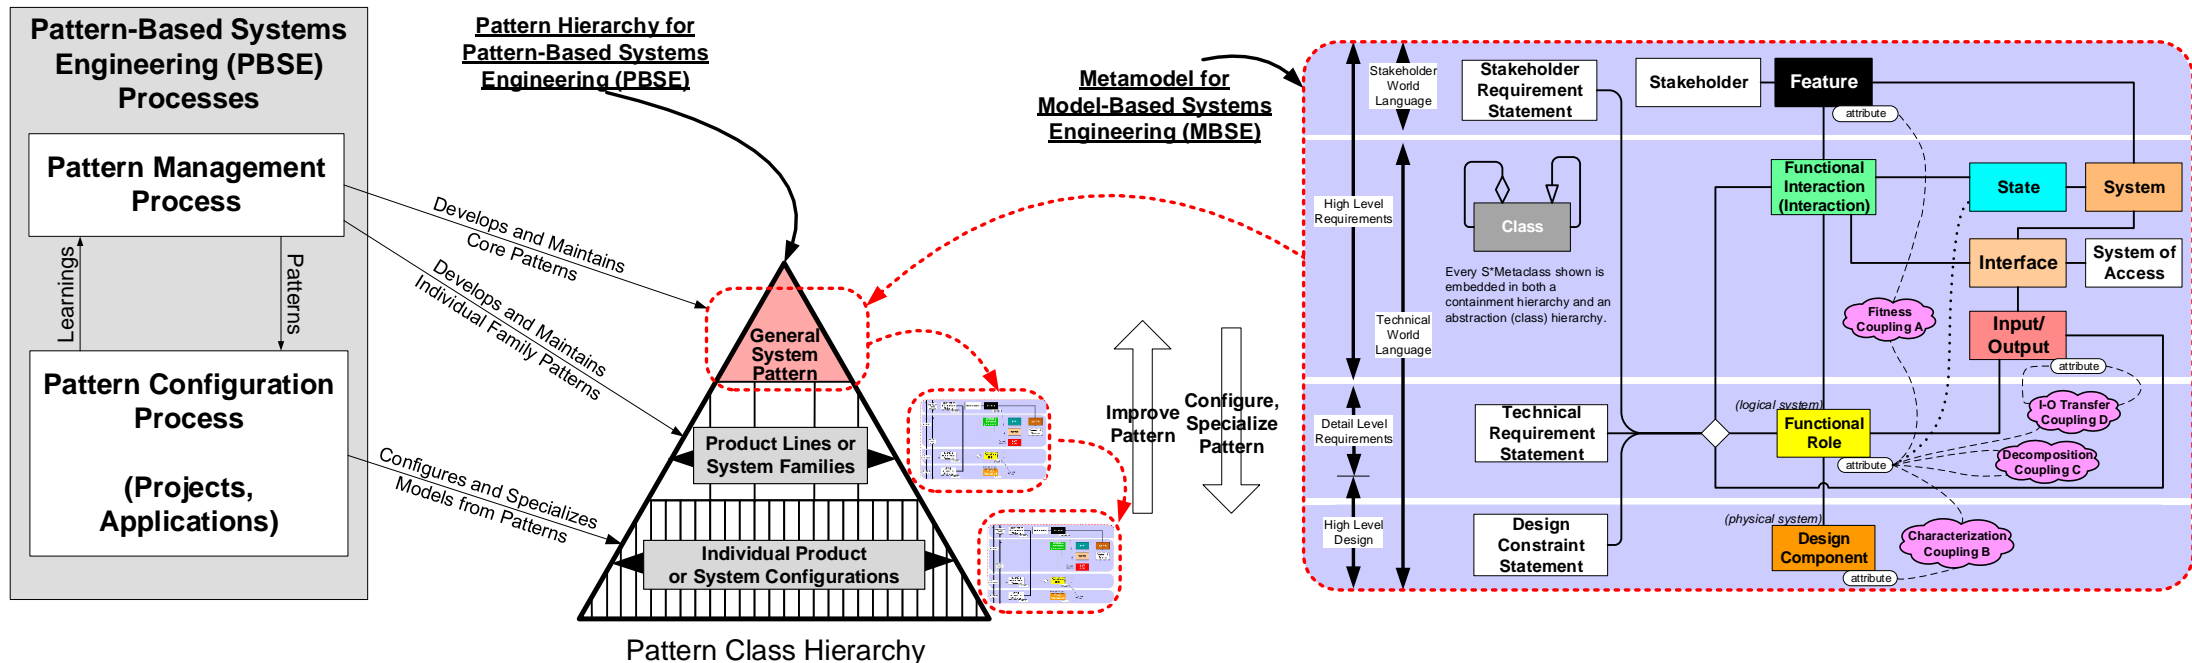 Pattern-Based Systems
Engineering (PBSE)
Processes
Pattern Management
Process
Learnings
Patterns
Pattern Configuration
Process
(Projects,
Applications)
Pattern Hierarchy for
Pattern-Based Systems
Engineering (PBSE)
Develops and Maintains
Core Patterns
Develops and Maintains
Individual Family Patterns
Configures and Specializes
Models from Patterns
General
System
Pattern
Product Lines or
System Families
Individual Product
or System Configurations
Pattern Class Hierarchy
Improve
Pattern
Configure,
Specialize
Pattern
Metamodel for
Model-Based Systems
Engineering (MBSE)
Stakeholder
World
Language
High Level
Requirements
Technical
World
Language
Detail Level
Requirements
High Level
Design
Stakeholder
Requirement
Statement
Stakeholder
Feature
attribute
Class
Every S*Metaclass shown is
embedded in both a
containment hierarchy and an
abstraction (class) hierarchy.
Functional
Interaction
(Interaction)
State
System
Interface
System of
Access
Fitness
Coupling A
Input/
Output
attribute
Technical
Requirement
Statement
(logical system)
Functional
Role
attribute
I-O Transfer
Coupling D
Decomposition
Coupling C
Design
Constraint
Statement
(physical system)
Design
Component
attribute
Characterization
Coupling B